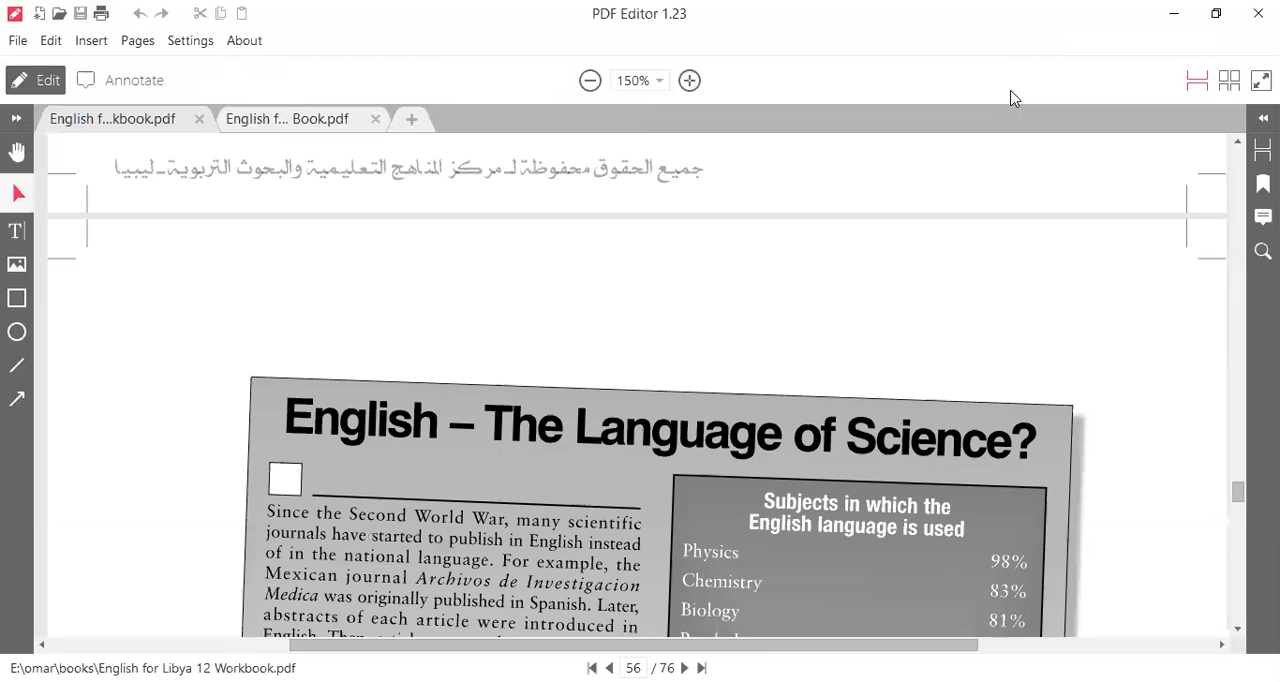 PDF Editor 1.23
File Edit Insert Pages Settings About
Edit Annotate 150%
English f...kbook.pdf English f... Book.pdf
جميع الحقوق محفوظة لـ مركز المناهج التعليمية والبحوث التربوية - ليبيا
English – The Language of Science?
Since the Second World War, many scientific
journals have started to publish in English instead
of in the national language. For example, the
Mexican journal Archivos de Investigacion
Medica was originally published in Spanish. Later,
abstracts of each article were introduced in
English.
Subjects in which the
English language is used
Physics 98%
Chemistry 83%
Biology 81%
E:\omar\books\English for Libya 12 Workbook.pdf 56 / 76